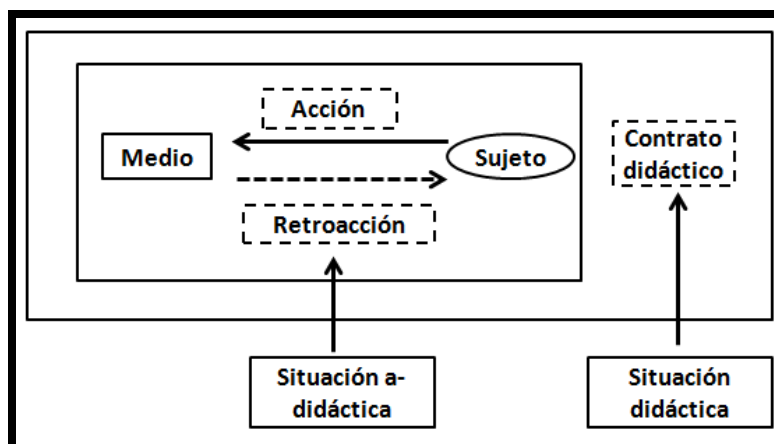 Acción
Medio
Sujeto
Contrato
didáctico
Retroacción
Situación a-
didáctica
Situación
didáctica